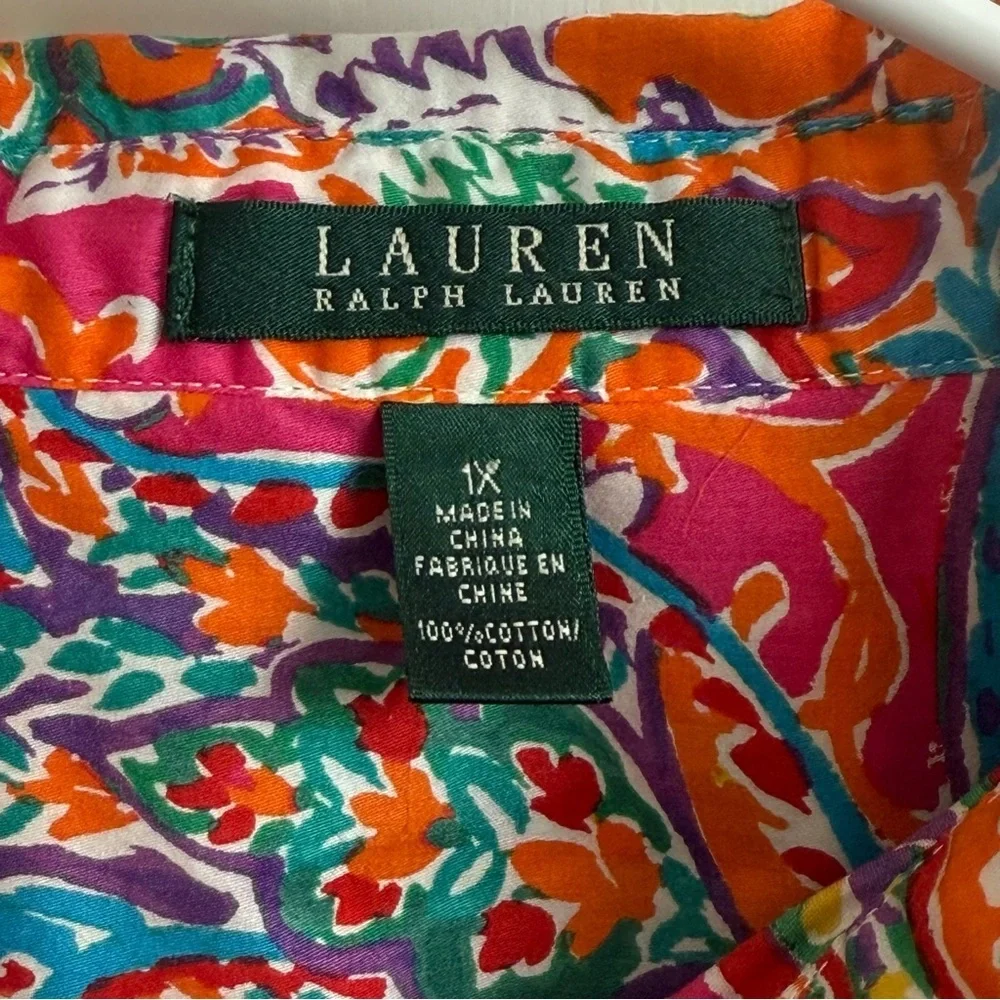 LAUREN
RALPH LAUREN
1X
MADE IN
CHINA
FABRIQUE EN
CHINE
100%COTTON/
COTON